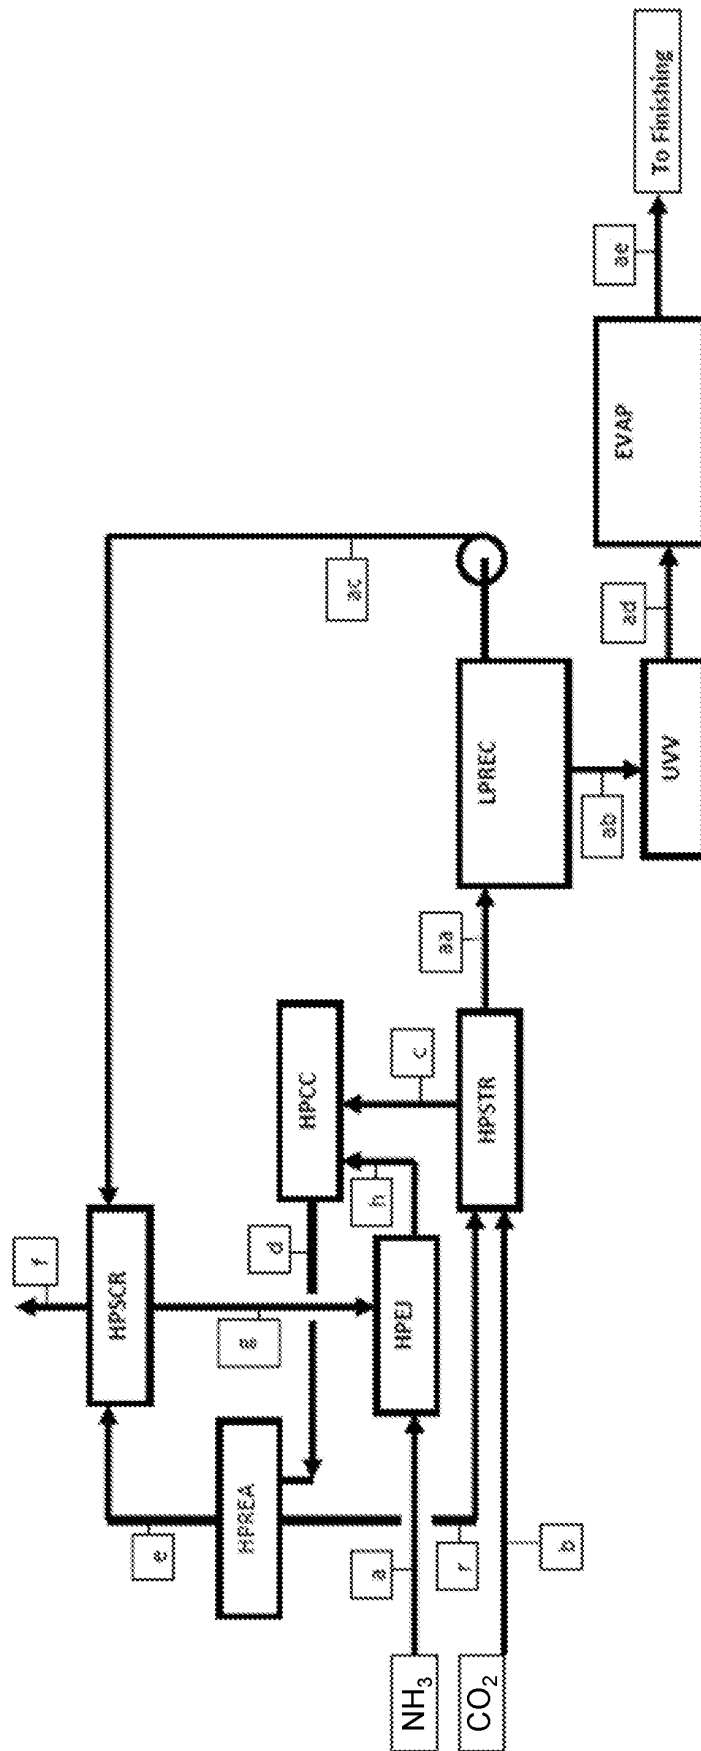 f
HPSCR
e
HPREA
g
d
HPCC
HPEJ
h
c
HPSTR
a
r
b
NH3
CO2
aa
LPREC
ac
ab
UVV
ad
EVAP
ae
To Finishing